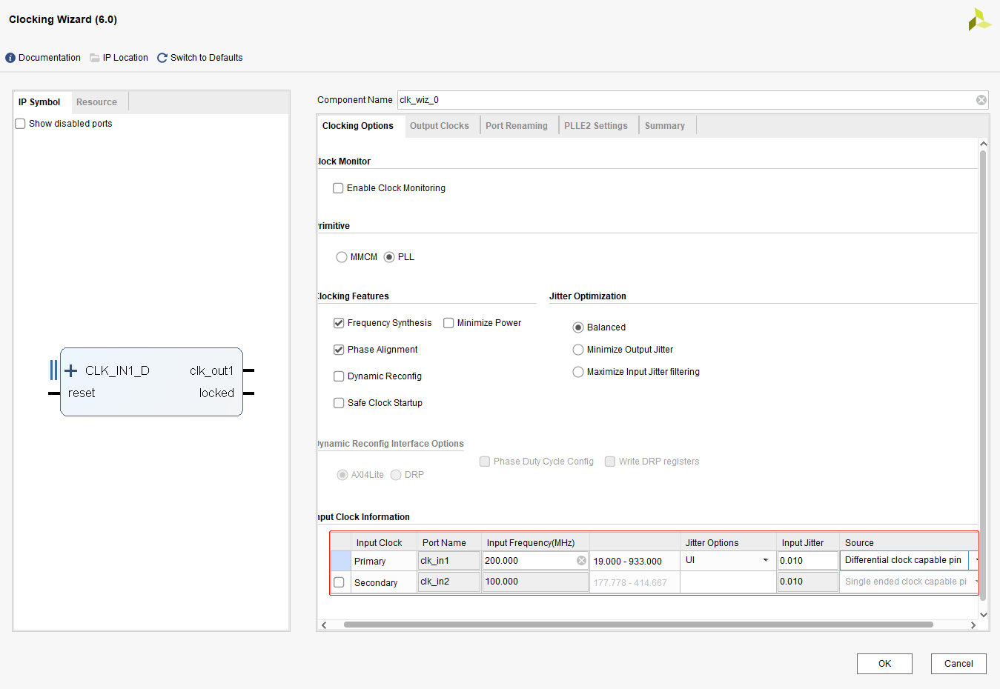 Clocking Wizard (6.0)
Documentation IP Location Switch to Defaults
IP Symbol Resource
Show disabled ports
CLK_IN1_D clk_out1
reset locked
Component Name clk_wiz_0
Clocking Options Output Clocks Port Renaming PLLE2 Settings Summary
lock Monitor
Enable Clock Monitoring
rimitive
MMCM PLL
locking Features Jitter Optimization
Frequency Synthesis Minimize Power Balanced
Phase Alignment Minimize Output Jitter
Dynamic Reconfig Maximize Input Jitter filtering
Safe Clock Startup
ynamic Reconfig Interface Options
Phase Duty Cycle Config Write DRP registers
AXI4Lite DRP
nput Clock Information
Input Clock Port Name Input Frequency(MHz) Jitter Options Input Jitter Source
Primary clk_in1 200.000 19.000 - 933.000 UI 0.010 Differential clock capable pin
Secondary clk_in2 100.000 177.778 - 414.667 0.010 Single ended clock capable pi
OK Cancel